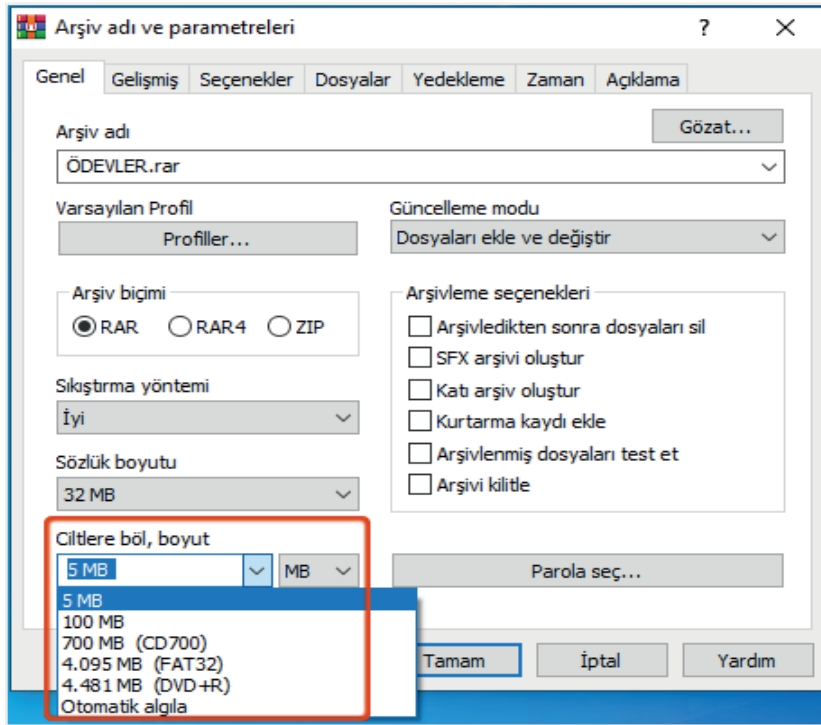 Arşiv adı ve parametreleri
?
Genel Gelişmiş Seçenekler Dosyalar Yedekleme Zaman Açıklama
Arşiv adı
Gözat...
ÖDEVLER.rar
Varsayılan Profil
Profiller...
Güncelleme modu
Dosyaları ekle ve değiştir
Arşiv biçimi
RAR RAR4 ZIP
Sıkıştırma yöntemi
İyi
Sözlük boyutu
32 MB
Arşivleme seçenekleri
Arşivledikten sonra dosyaları sil
SFX arşivi oluştur
Katı arşiv oluştur
Kurtarma kaydı ekle
Arşivlenmiş dosyaları test et
Arşivi kilitle
Ciltlere böl, boyut
5 MB MB
5 MB
100 MB
700 MB (CD700)
4.095 MB (FAT32)
4.481 MB (DVD+R)
Otomatik algıla
Parola seç...
Tamam İptal Yardım